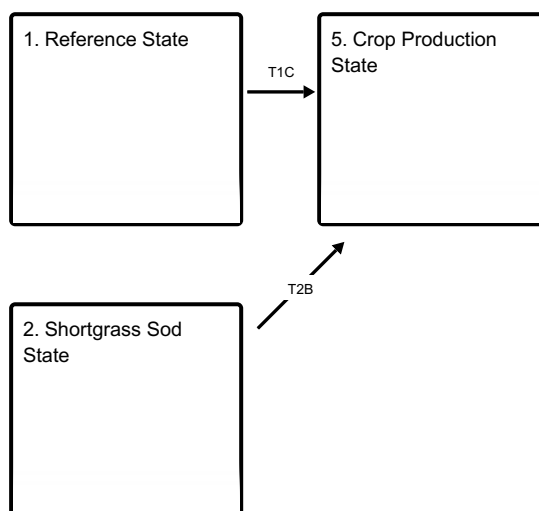 1. Reference State
5. Crop Production
State
T1C
T2B
2. Shortgrass Sod
State